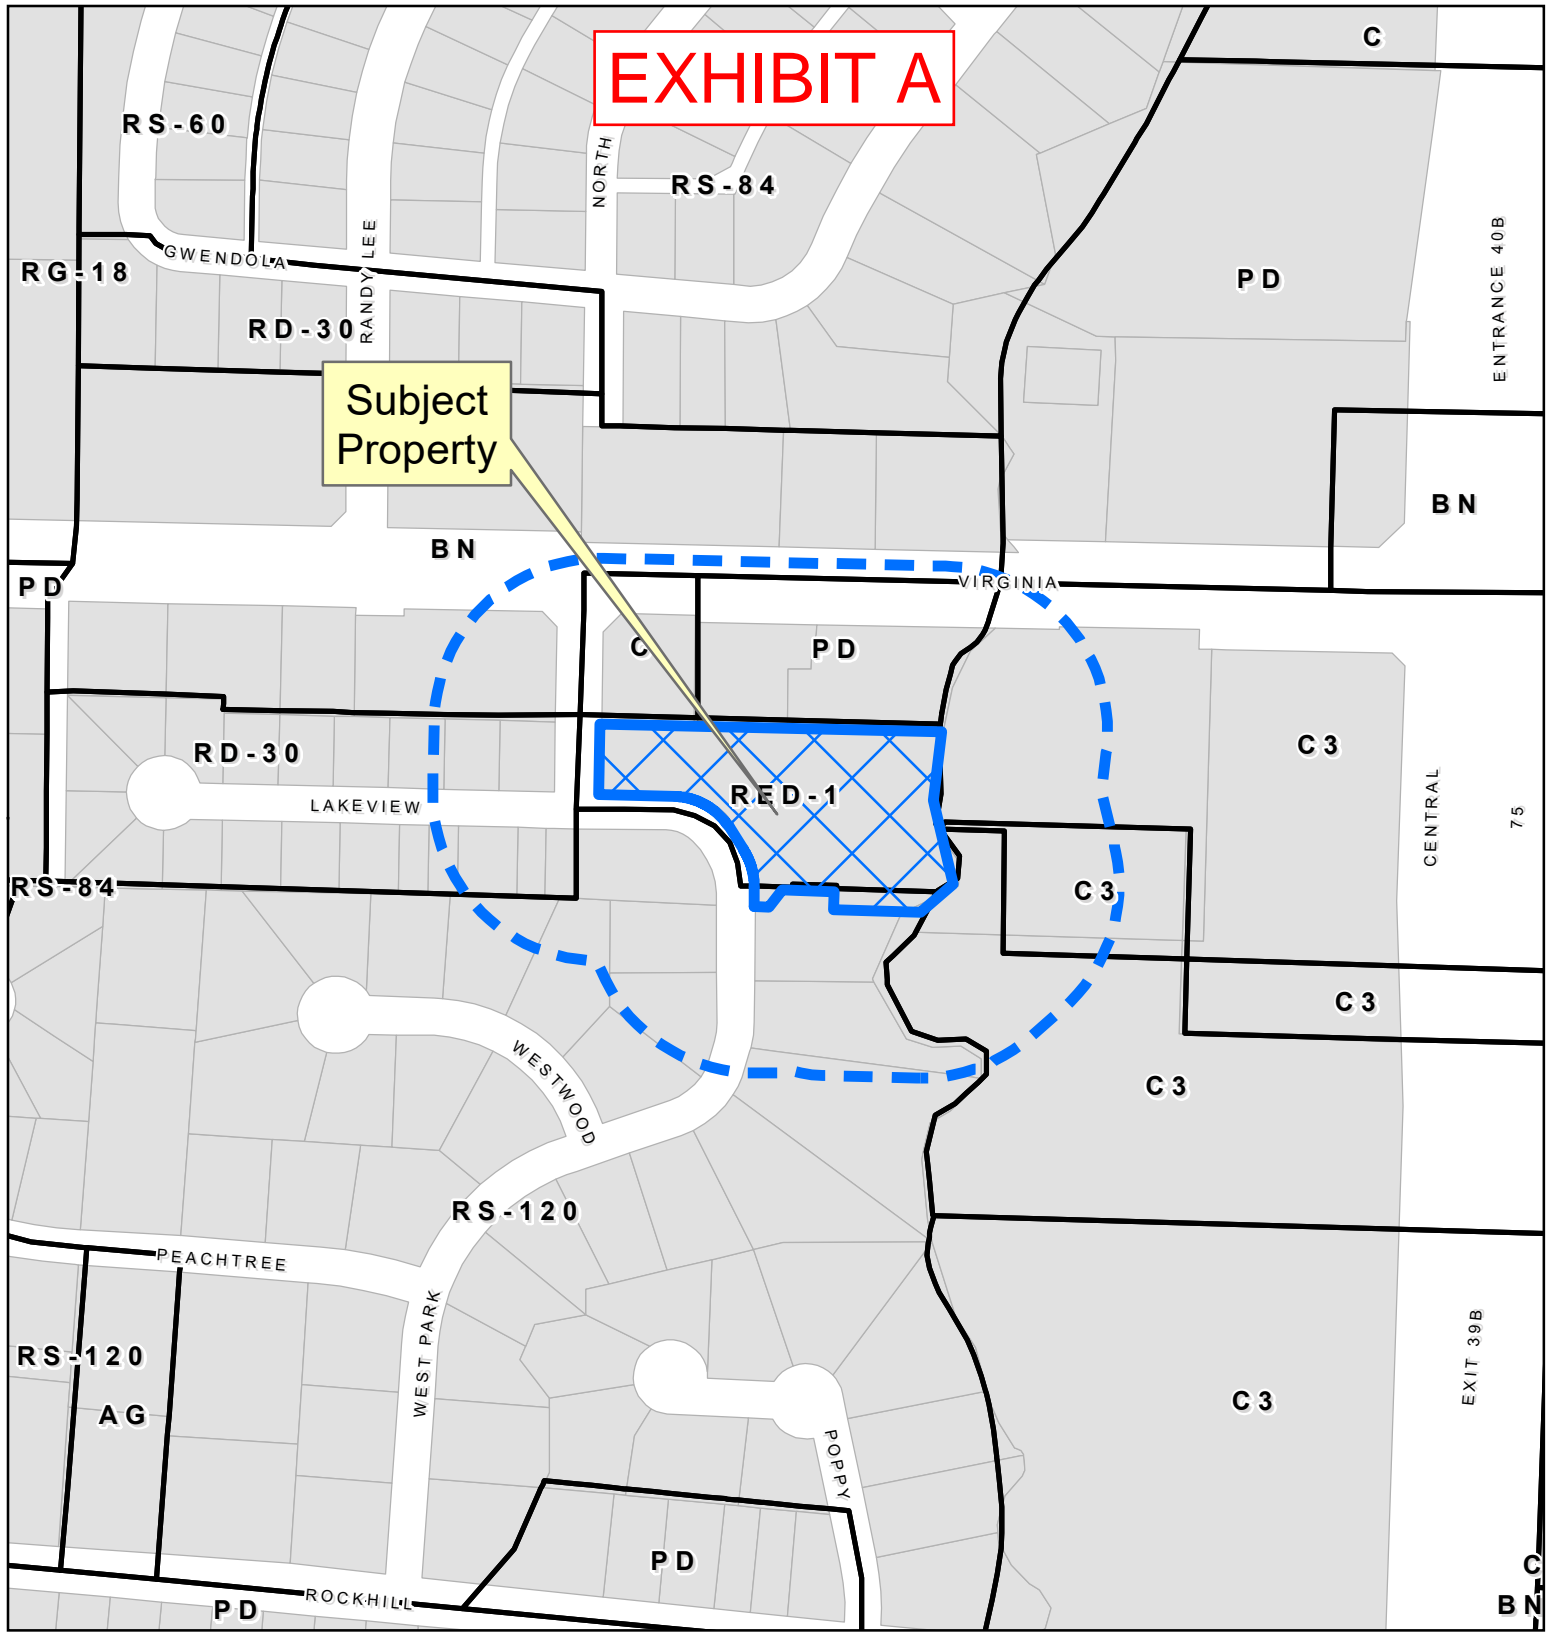 C
EXHIBIT A
RS-60
NORTH
RS-84
RANDY LEE
GWENDOLA
RG-18
PD
ENTRANCE 40B
RD-30
Subject
Property
BN
BN
VIRGINIA
PD
C
PD
C3
RD-30
RED-1
LAKEVIEW
CENTRAL
75
RS-84
C3
C3
WESTWOOD
C3
RS-120
PEACHTREE
WEST PARK
RS-120
EXIT 39B
C3
AG
POPPY
PD
C
ROCKHILL
PD
BN